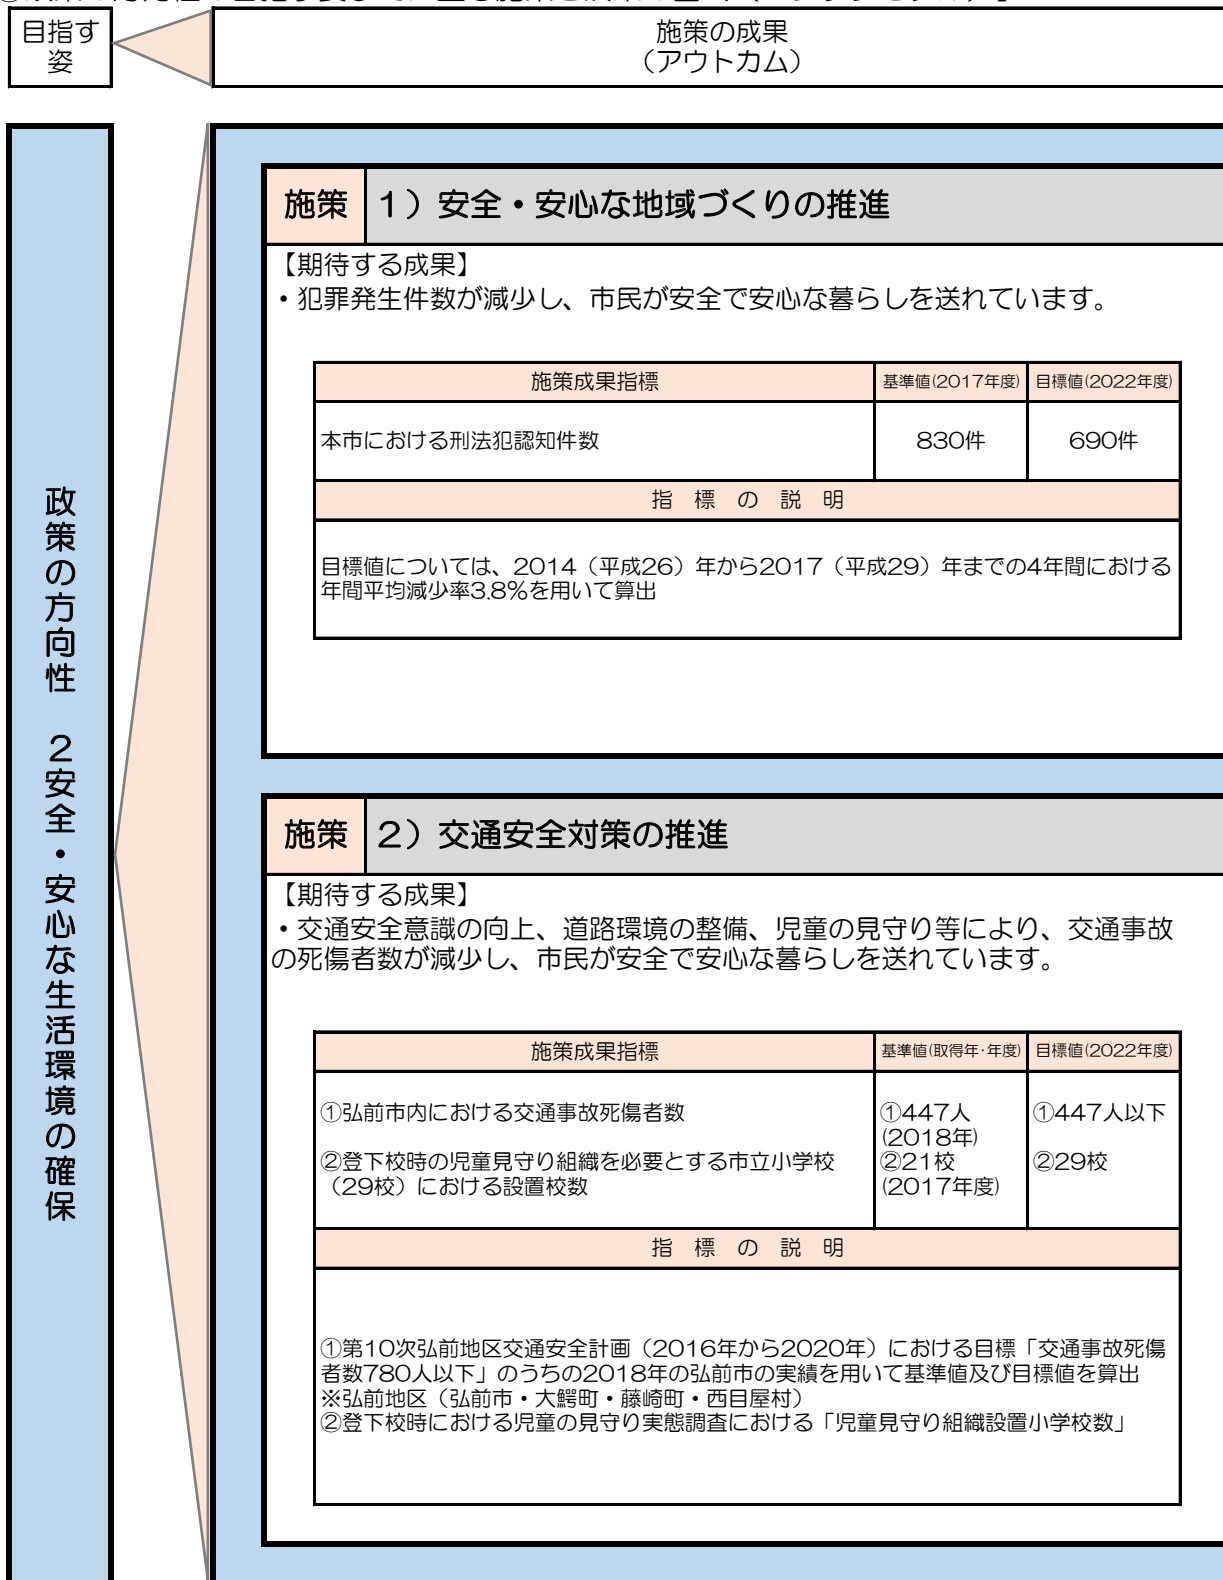 目指す
姿
施策の成果
（アウトカム）
政策の方向性　２安全・安心な生活環境の確保
施策 １）安全・安心な地域づくりの推進
【期待する成果】
・犯罪発生件数が減少し、市民が安全で安心な暮らしを送れています。
施策成果指標 基準値(2017年度) 目標値(2022年度)
本市における刑法犯認知件数 830件 690件
指　標　の　説　明
目標値については、2014（平成26）年から2017（平成29）年までの4年間における
年間平均減少率3.8%を用いて算出
施策 ２）交通安全対策の推進
【期待する成果】
・交通安全意識の向上、道路環境の整備、児童の見守り等により、交通事故
の死傷者数が減少し、市民が安全で安心な暮らしを送れています。
施策成果指標 基準値(取得年・年度) 目標値(2022年度)
①弘前市内における交通事故死傷者数 ①447人 ①447人以下
(2018年)
②登下校時の児童見守り組織を必要とする市立小学校 ②21校 ②29校
（29校）における設置校数 (2017年度)
指　標　の　説　明
①第10次弘前地区交通安全計画（2016年から2020年）における目標「交通事故死傷
者数780人以下」のうちの2018年の弘前市の実績を用いて基準値及び目標値を算出
※弘前地区（弘前市・大鰐町・藤崎町・西目屋村）
②登下校時における児童の見守り実態調査における「児童見守り組織設置小学校数」